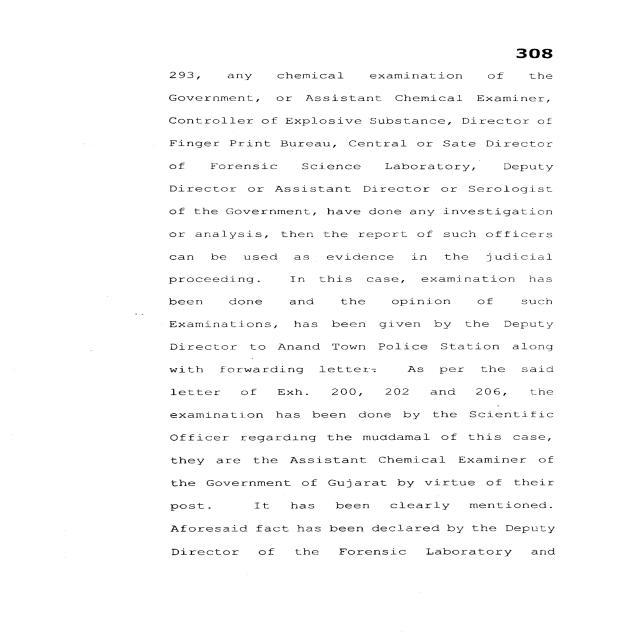 308
293, any chemical examination of the
Government, or Assistant Chemical Examiner,
Controller of Explosive Substance, Director of
Finger Print Bureau, Central or Sate Director
of Forensic Science Laboratory, Deputy
Director or Assistant Director or Serologist
of the Government, have done any investigation
or analysis, then the report of such officers
can be used as evidence in the judicial
proceeding. In this case, examination has
been done and the opinion of such
Examinations, has been given by the Deputy
Director to Anand Town Police Station along
with forwarding letter. As per the said
letter of Exh. 200, 202 and 206, the
examination has been done by the Scientific
Officer regarding the muddamal of this case,
they are the Assistant Chemical Examiner of
the Government of Gujarat by virtue of their
post. It has been clearly mentioned.
Aforesaid fact has been declared by the Deputy
Director of the Forensic Laboratory and